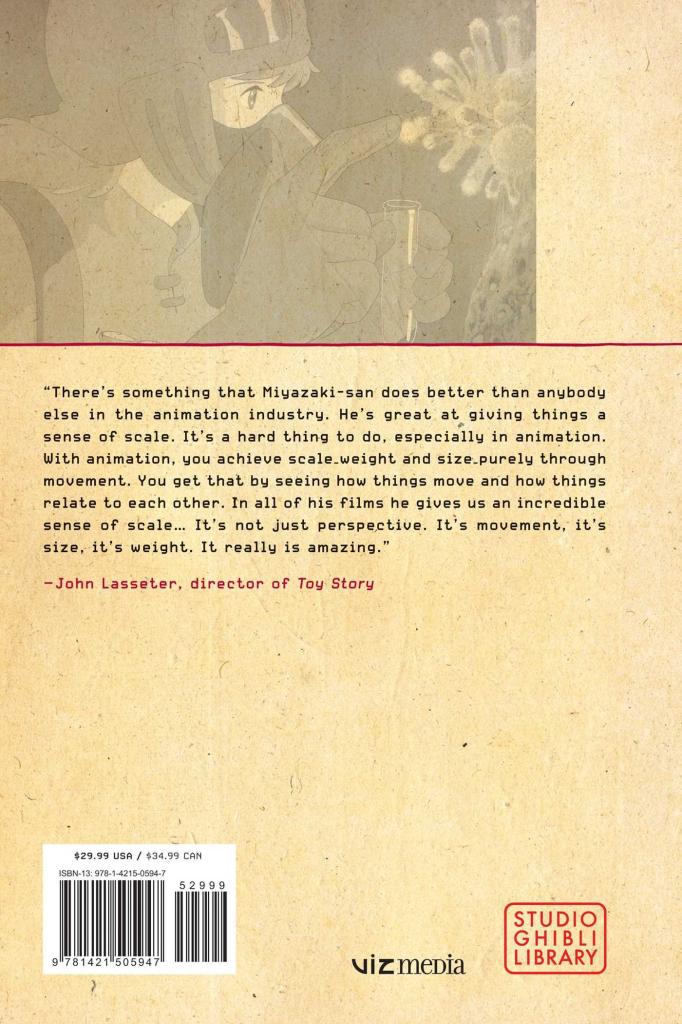 “There’s something that Miyazaki-san does better than anybody
else in the animation industry. He’s great at giving things a
sense of scale. It’s a hard thing to do, especially in animation.
With animation, you achieve scale–weight and size–purely through
movement. You get that by seeing how things move and how things
relate to each other. In all of his films he gives us an incredible
sense of scale... It’s not just perspective. It’s movement, it’s
size, it’s weight. It really is amazing.”
—John Lasseter, director of Toy Story
$29.99 USA / $34.99 CAN
ISBN-13: 978-1-4215-0594-7
52999
9 781421 505947
VIZ media
STUDIO
GHIBLI
LIBRARY